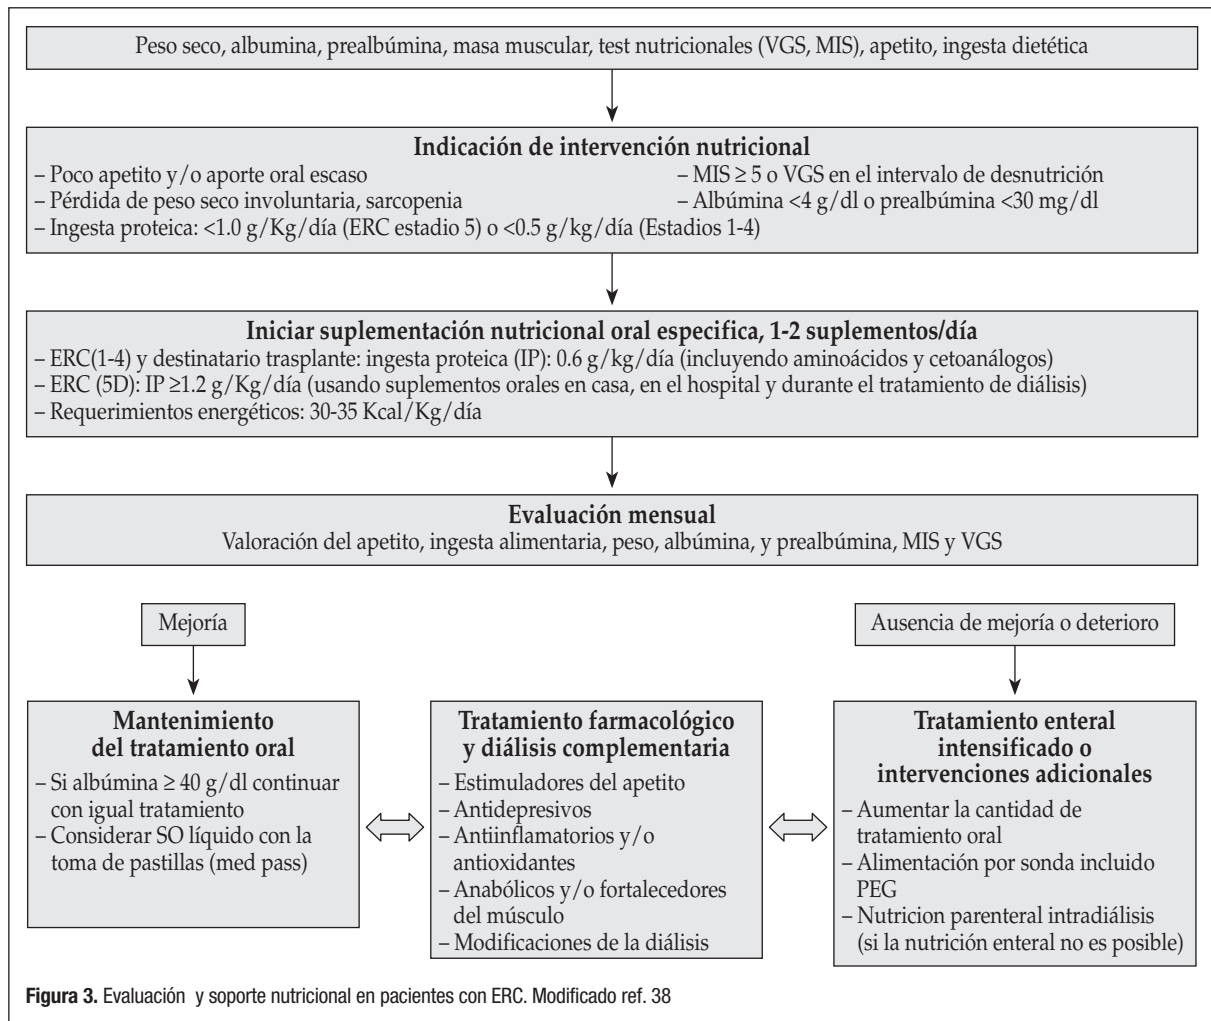 Peso seco, albumina, prealbúmina, masa muscular, test nutricionales (VGS, MIS), apetito, ingesta dietética
Indicación de intervención nutricional
– Poco apetito y/o aporte oral escaso
– MIS ≥ 5 o VGS en el intervalo de desnutrición
– Pérdida de peso seco involuntaria, sarcopenia
– Albúmina <4 g/dl o prealbúmina <30 mg/dl
– Ingesta proteica: <1.0 g/Kg/día (ERC estadio 5) o <0.5 g/kg/día (Estadios 1-4)
Iniciar suplementación nutricional oral especifica, 1-2 suplementos/día
– ERC(1-4) y destinatario trasplante: ingesta proteica (IP): 0.6 g/kg/día (incluyendo aminoácidos y cetoanálogos)
– ERC (5D): IP ≥1.2 g/Kg/día (usando suplementos orales en casa, en el hospital y durante el tratamiento de diálisis)
– Requerimientos energéticos: 30-35 Kcal/Kg/día
Evaluación mensual
Valoración del apetito, ingesta alimentaria, peso, albúmina, y prealbúmina, MIS y VGS
Mejoría
Ausencia de mejoría o deterioro
Mantenimiento
del tratamiento oral
– Si albúmina ≥ 40 g/dl continuar
con igual tratamiento
– Considerar SO líquido con la
toma de pastillas (med pass)
Tratamiento farmacológico
y diálisis complementaria
– Estimuladores del apetito
– Antidepresivos
– Antiinflamatorios y/o
antioxidantes
– Anabólicos y/o fortalecedores
del músculo
– Modificaciones de la diálisis
Tratamiento enteral
intensificado o
intervenciones adicionales
– Aumentar la cantidad de
tratamiento oral
– Alimentación por sonda incluido
PEG
– Nutricion parenteral intradiálisis
(si la nutrición enteral no es posible)
Figura 3. Evaluación y soporte nutricional en pacientes con ERC. Modificado ref. 38